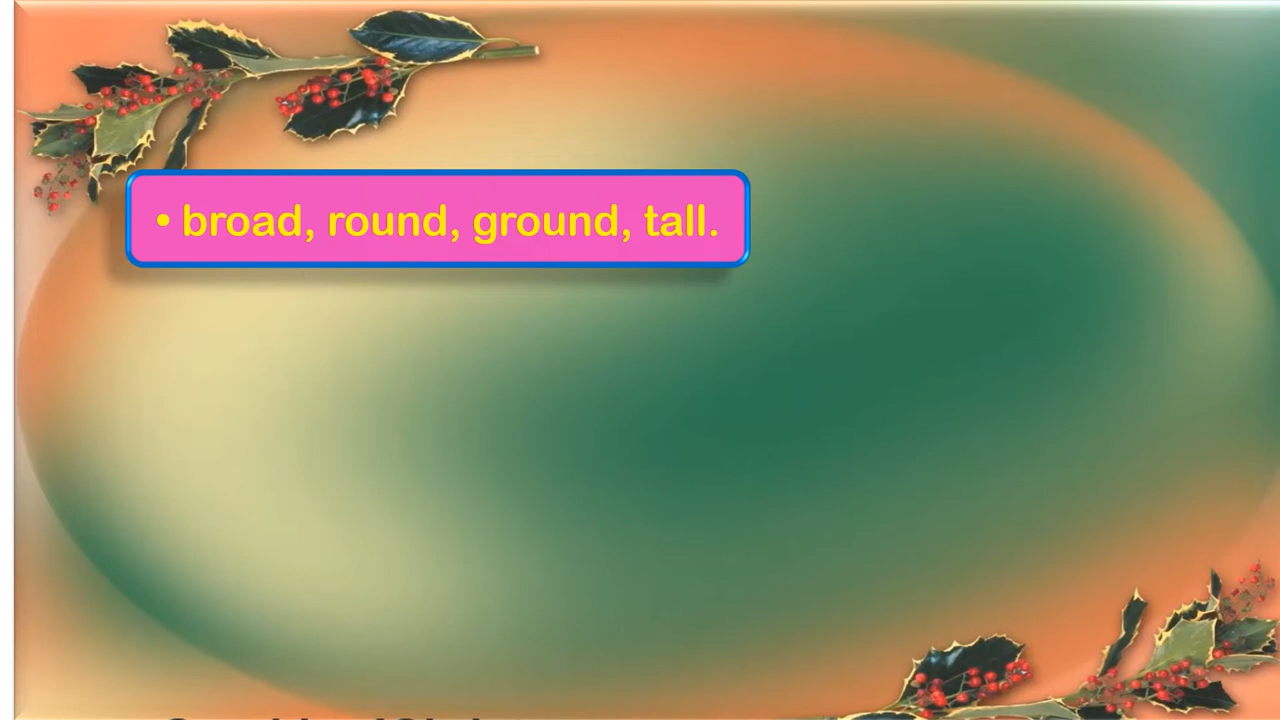 • broad, round, ground, tall.